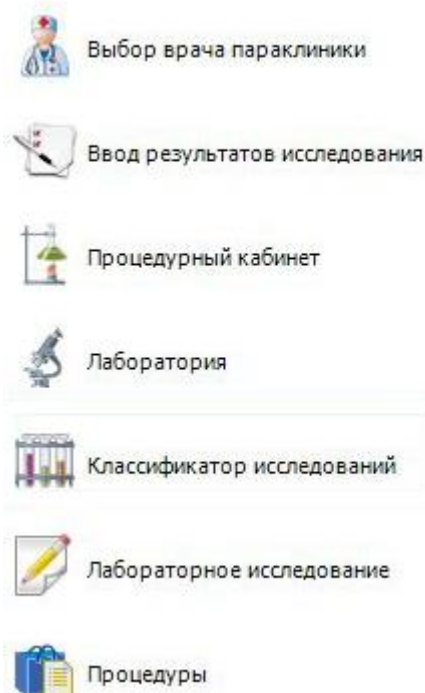 Выбор врача параклиники
Ввод результатов исследования
Процедурный кабинет
Лаборатория
Классификатор исследований
Лабораторное исследование
Процедуры